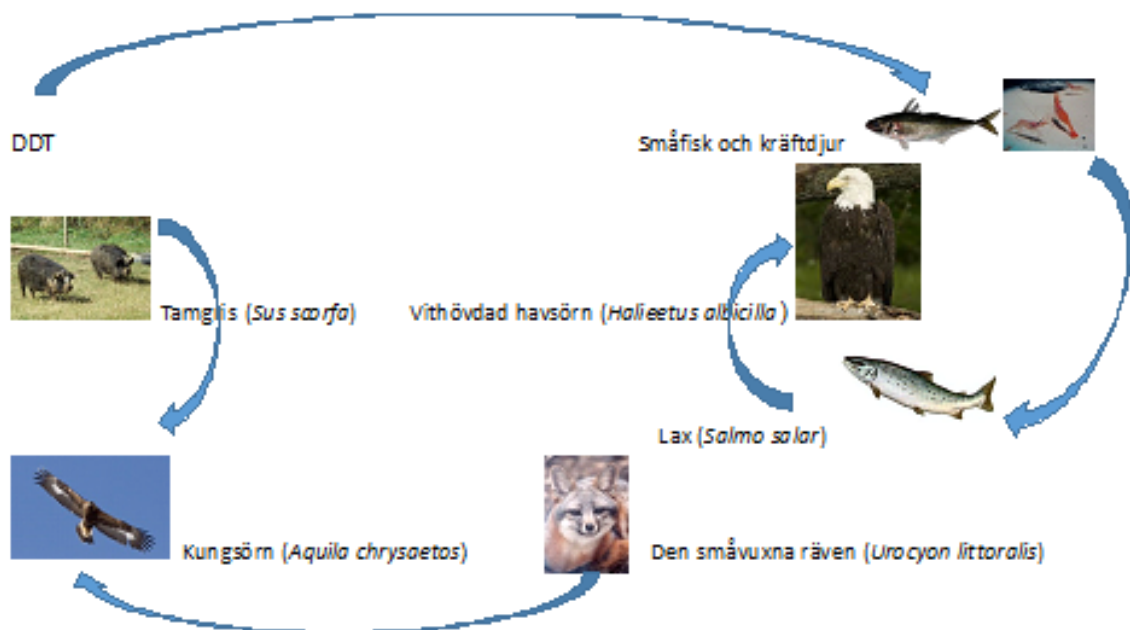 DDT
Småfisk och kräftdjur
Tamgris (Sus scorfa)
Vithövdad havsörn (Halieetus albicilla )
Lax (Salmo salar)
Kungsörn (Aquila chrysaetos)
Den småvuxna räven (Urocyon littoralis)